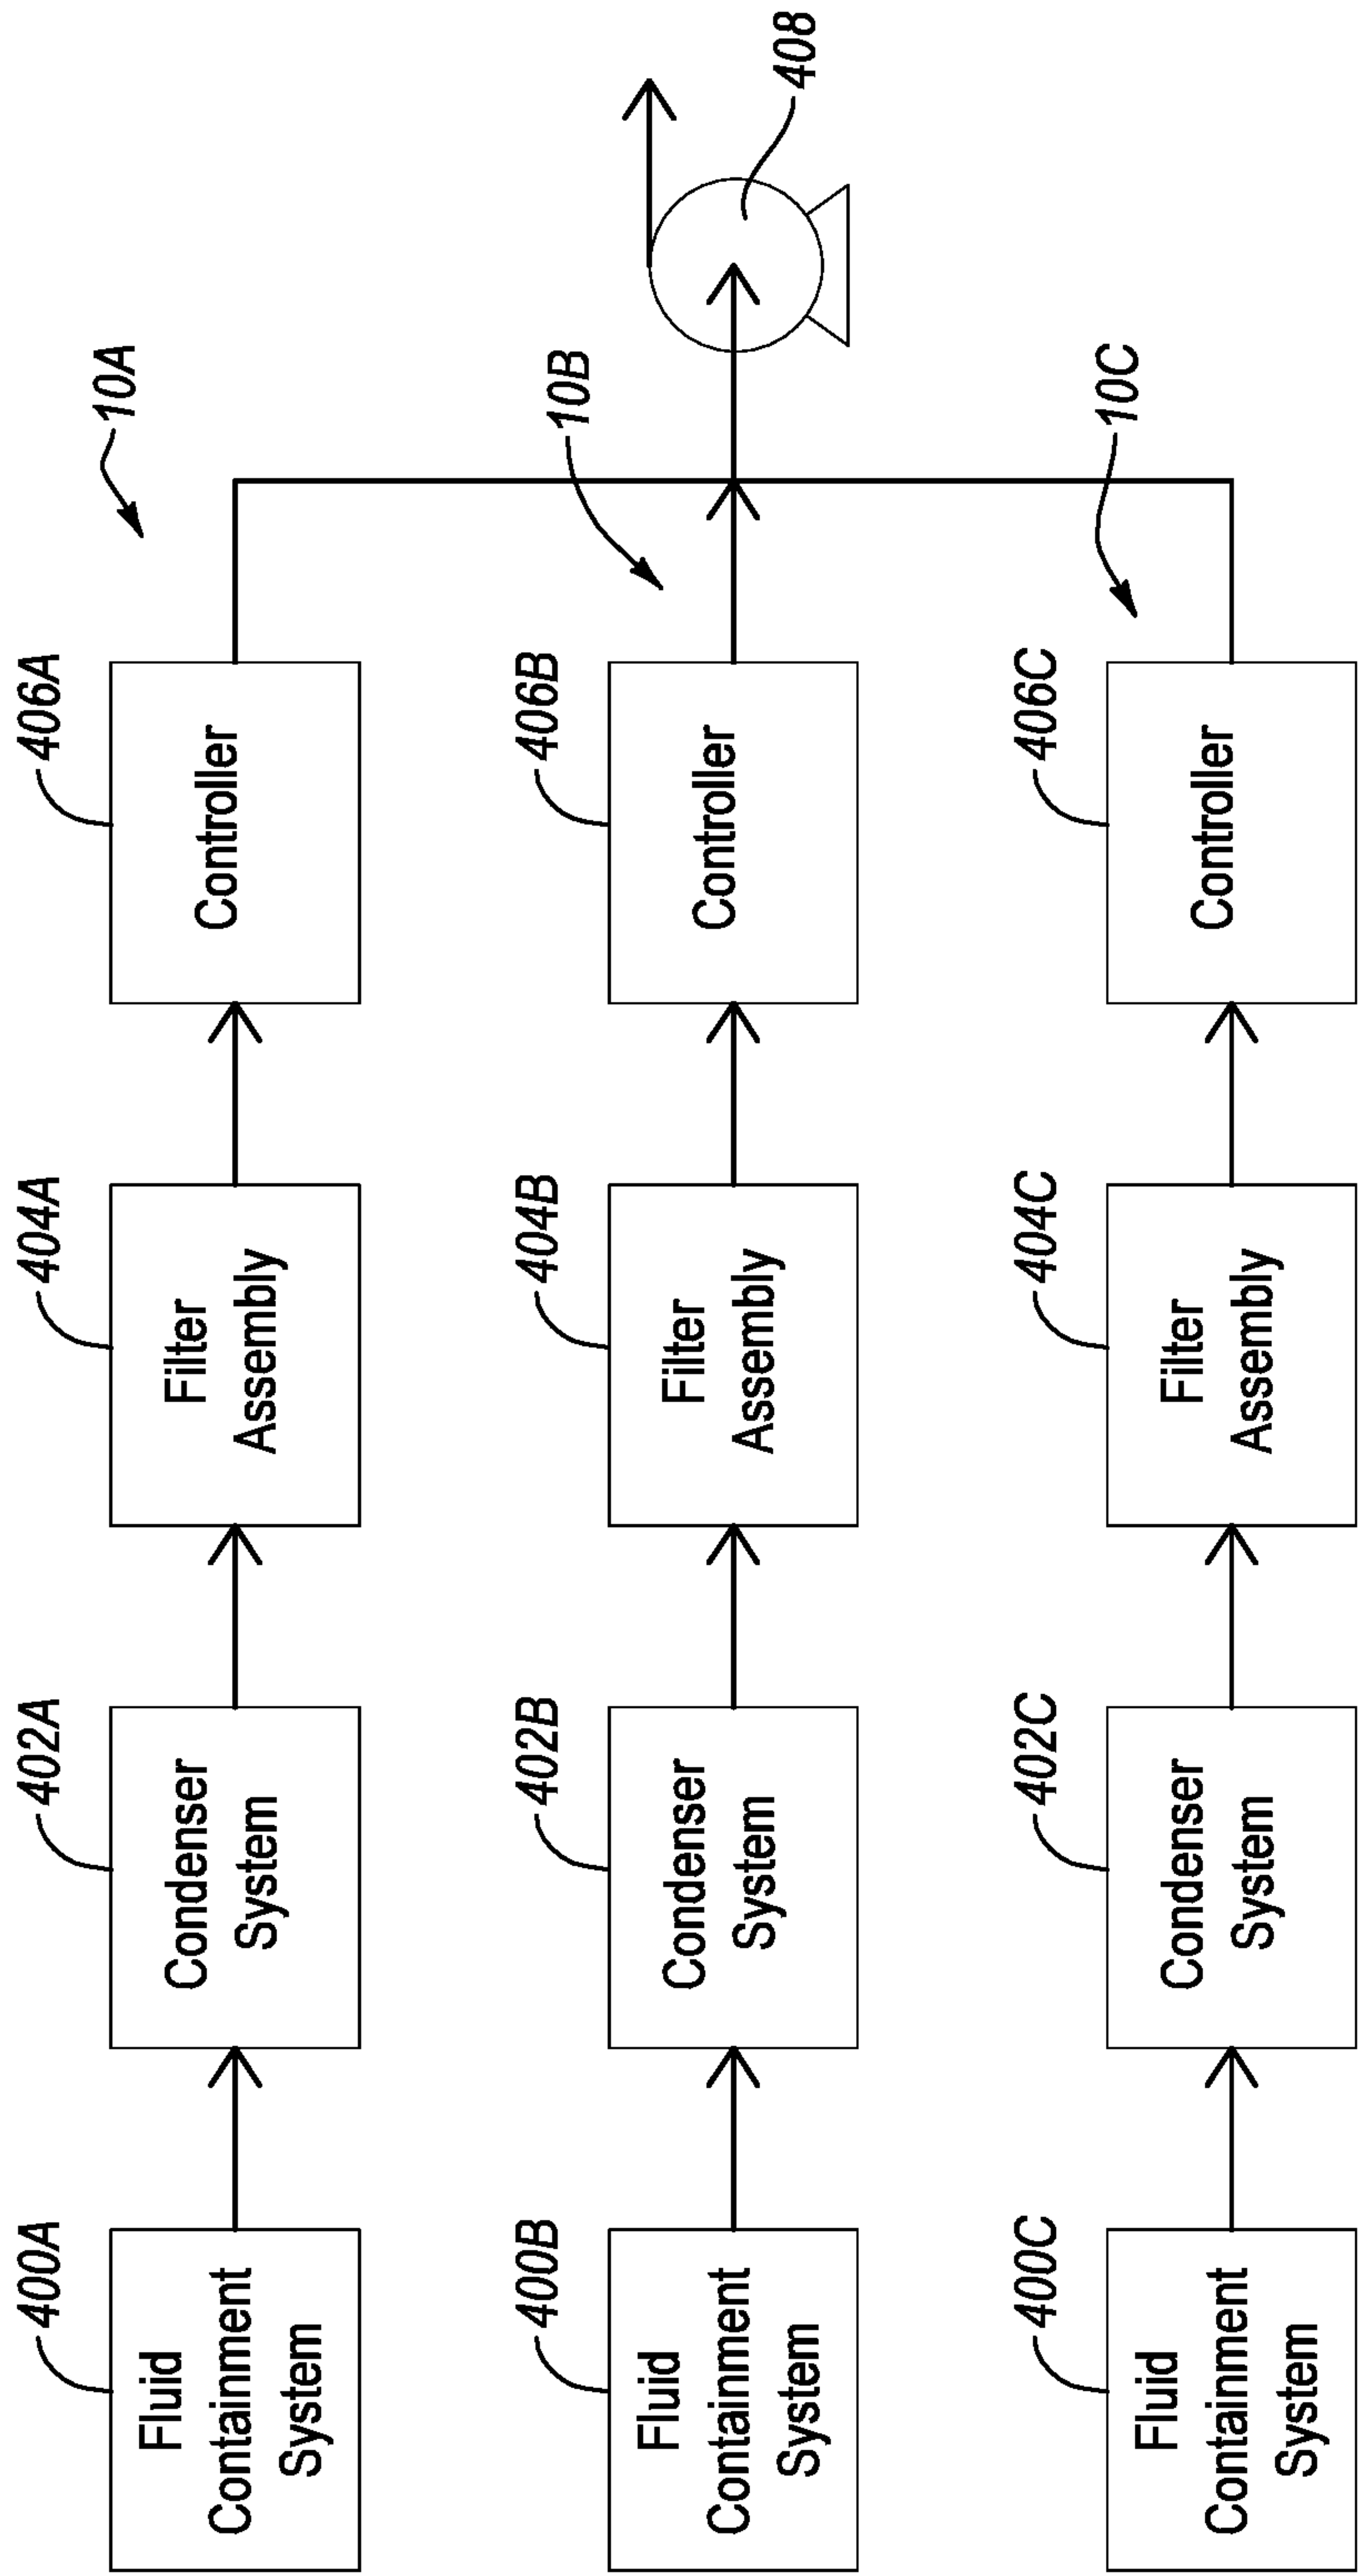 400A
Fluid
Containment
System
402A
Condenser
System
404A
Filter
Assembly
406A
Controller
10A
400B
Fluid
Containment
System
402B
Condenser
System
404B
Filter
Assembly
406B
Controller
10B
408
400C
Fluid
Containment
System
402C
Condenser
System
404C
Filter
Assembly
406C
Controller
10C